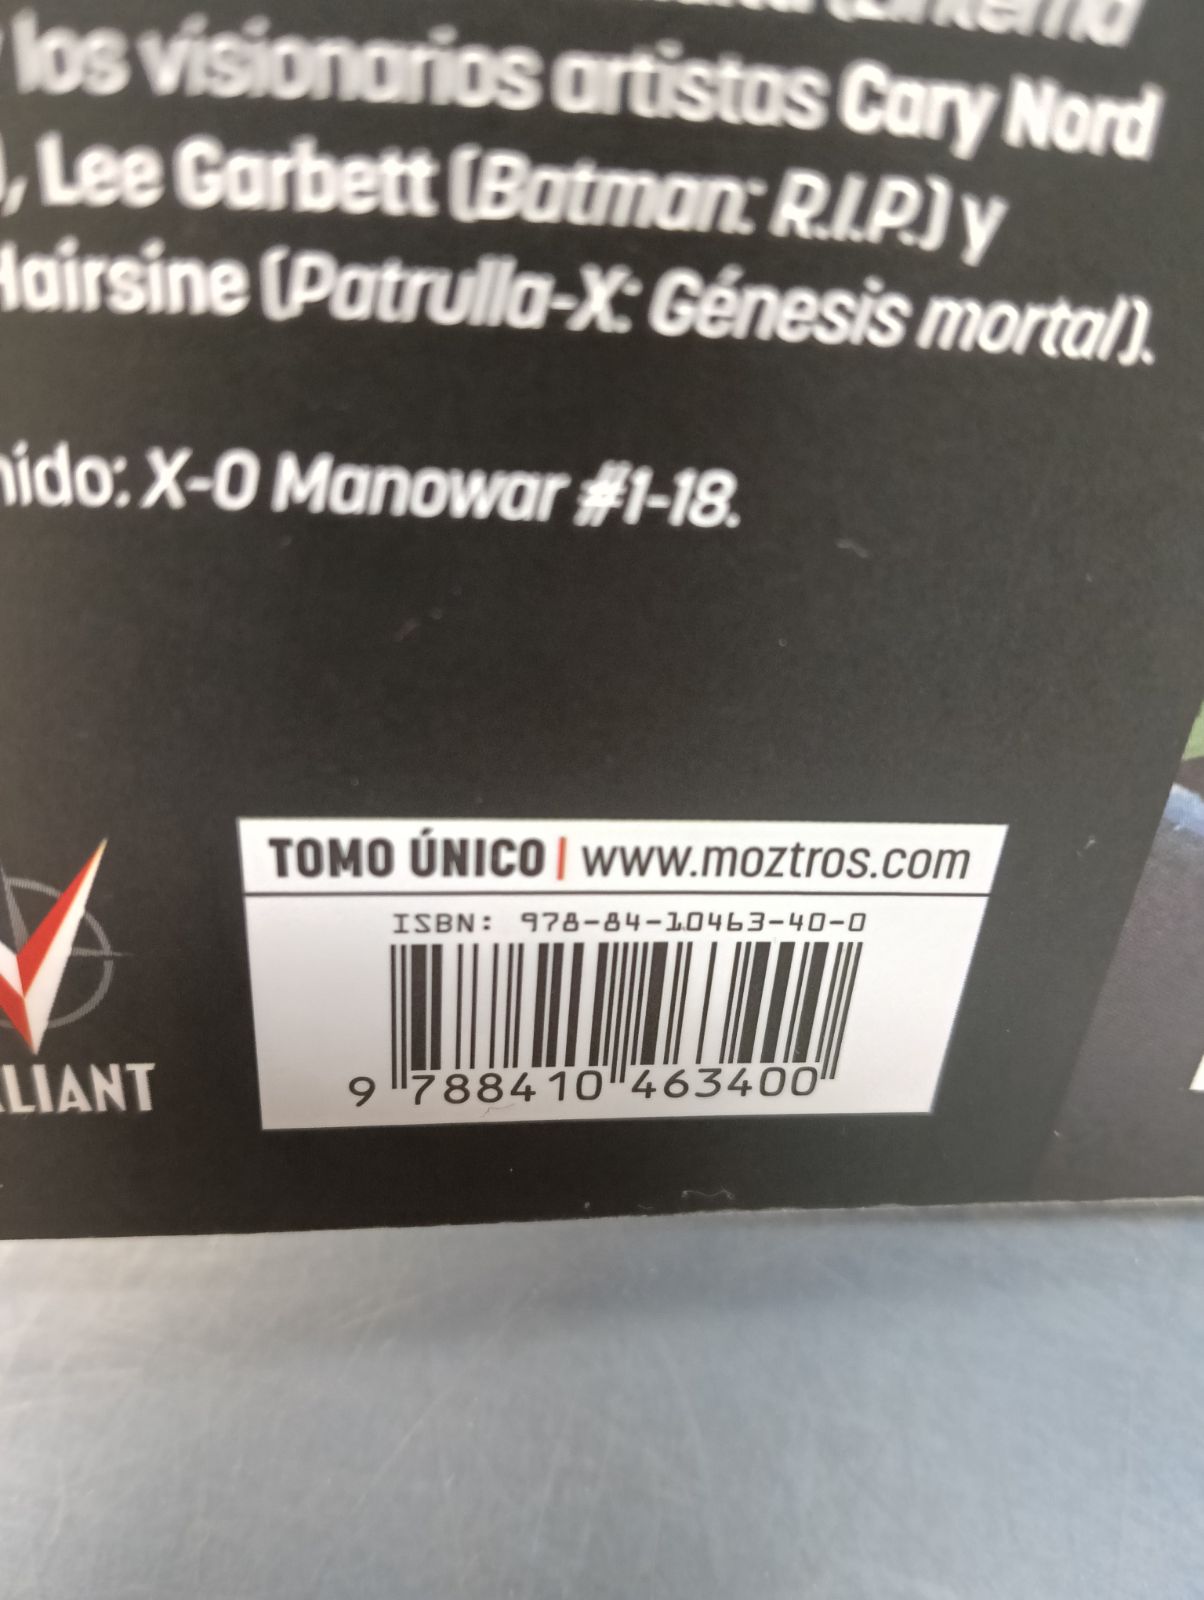 los visionarios artistas Cary Nord
), Lee Garbett (Batman: R.I.P.) y
Hairsine (Patrulla-X: Génesis mortal).
nido: X-O Manowar #1-18.
TOMO ÚNICO | www.moztros.com
ISBN: 978-84-10463-40-0
9 788410 463400
LIANT